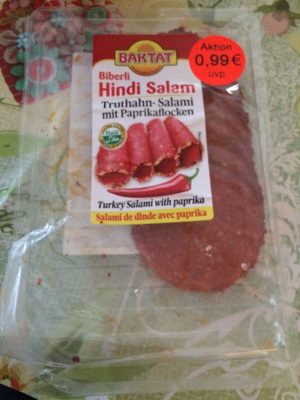 BAKTAT
Biberli
Hindi Salam
Truthahn-Salami
mit Paprikaflocken
Turkey Salami with paprika
Salami de dinde avec paprika
Aktion
0,99 €
UVP.